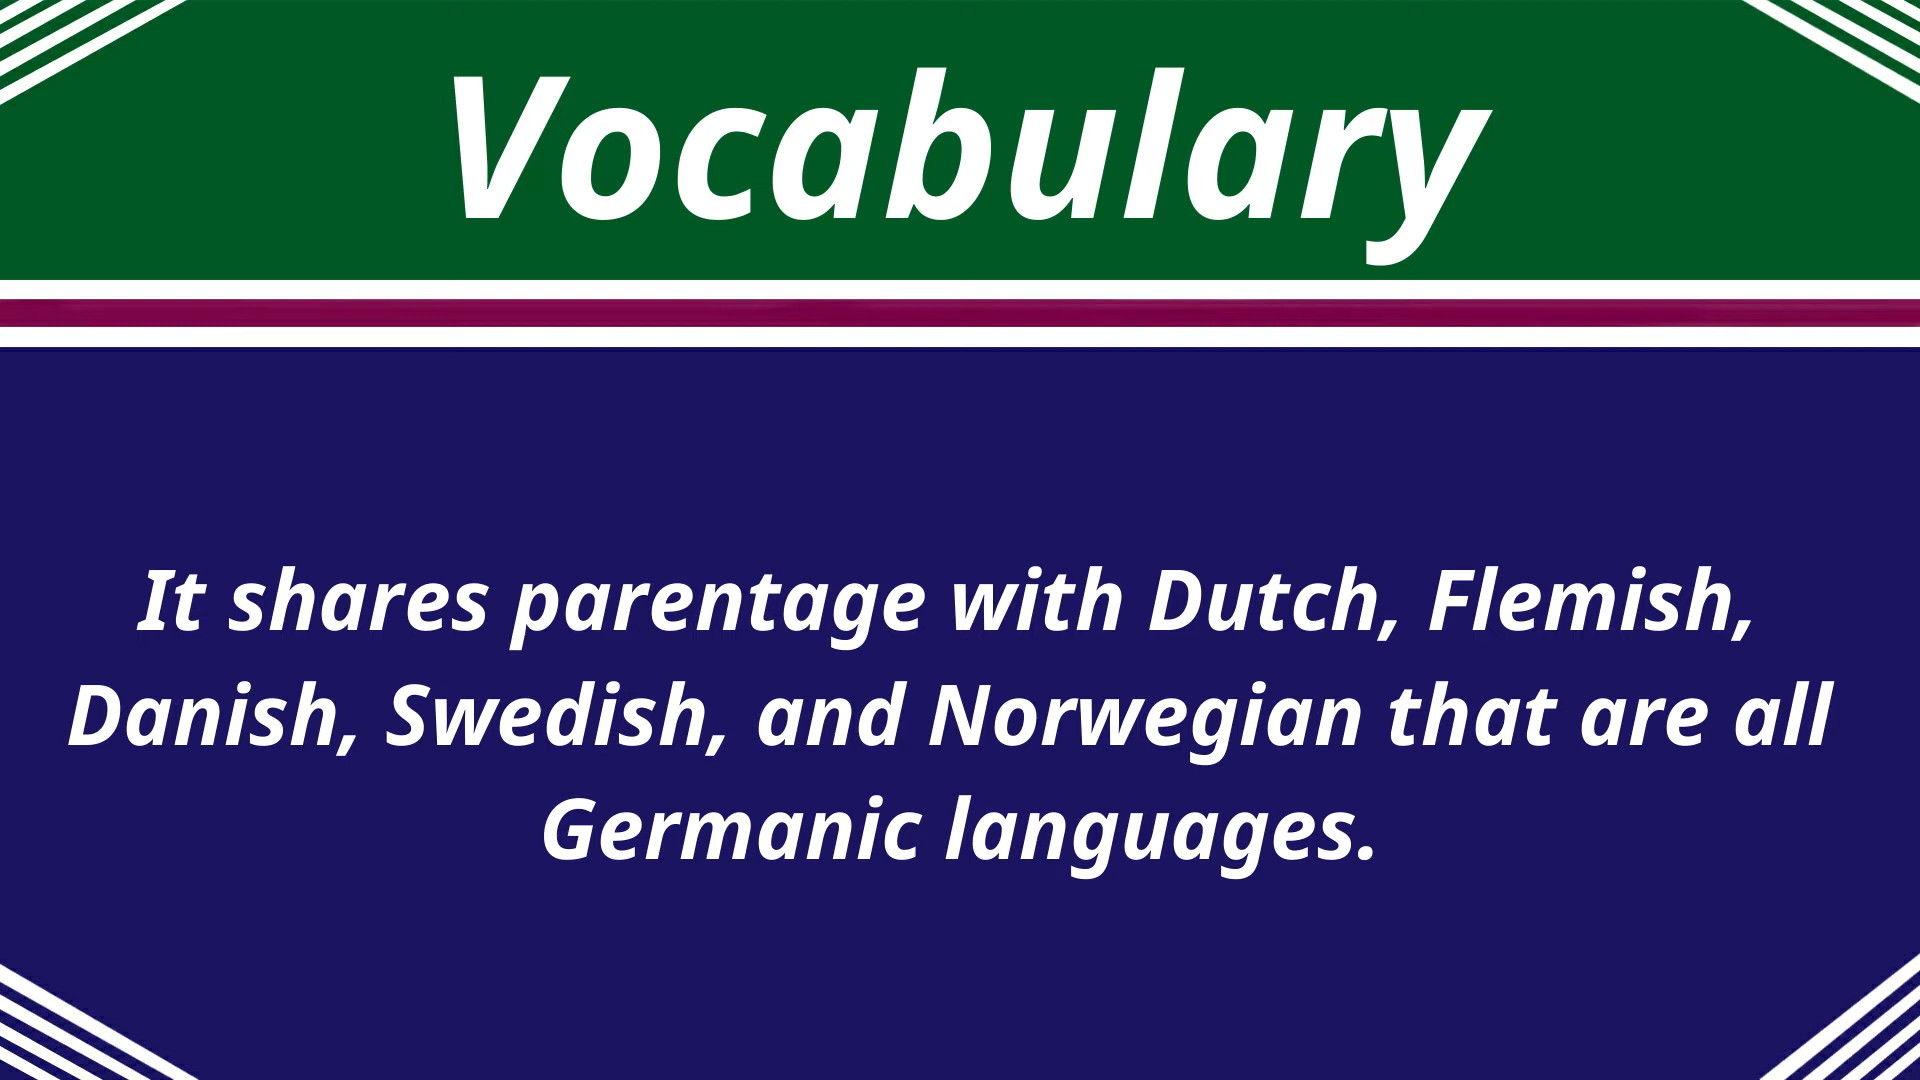 Vocabulary
It shares parentage with Dutch, Flemish,
Danish, Swedish, and Norwegian that are all
Germanic languages.